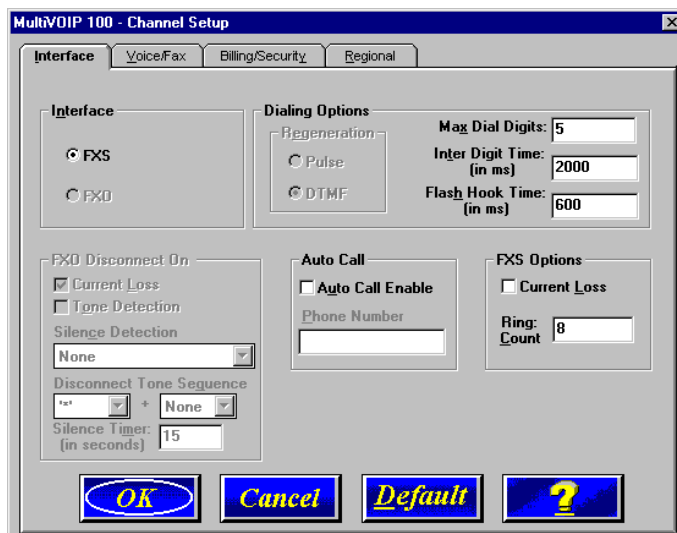 MultiVOIP 100 - Channel Setup
Interface
Voice/Fax
Billing/Security
Regional
Interface
FXS
FXO
Dialing Options
Regeneration
Pulse
DTMF
Max Dial Digits: 5
Inter Digit Time: 2000
(in ms)
Flash Hook Time: 600
(in ms)
FXO Disconnect On
Current Loss
Tone Detection
Silence Detection
None
Disconnect Tone Sequence
'*' + None
Silence Timer: 15
(in seconds)
Auto Call
Auto Call Enable
Phone Number
FXS Options
Current Loss
Ring: 8
Count
OK
Cancel
Default
?